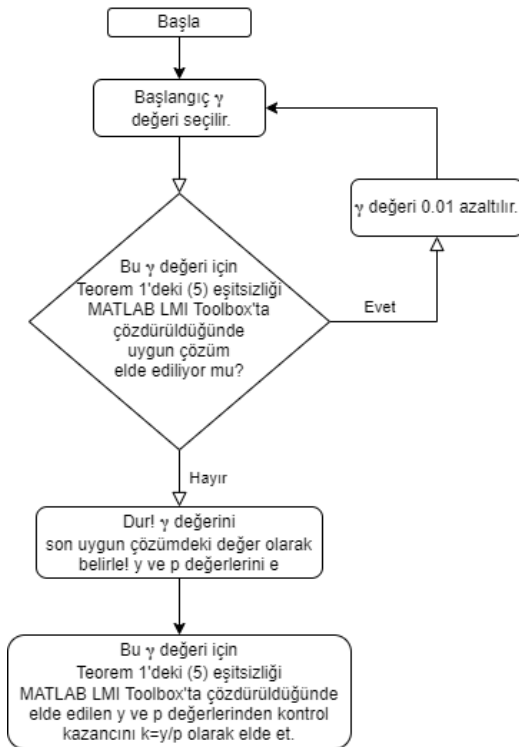 Başla
Başlangıç γ
değeri seçilir.
γ değeri 0.01 azaltılır.
Bu γ değeri için
Teorem 1'deki (5) eşitsizliği
MATLAB LMI Toolbox'ta
çözdürüldüğünde
uygun çözüm
elde ediliyor mu?
Evet
Hayır
Dur! γ değerini
son uygun çözümdeki değer olarak
belirle! y ve p değerlerini e
Bu γ değeri için
Teorem 1'deki (5) eşitsizliği
MATLAB LMI Toolbox'ta çözdürüldüğünde
elde edilen y ve p değerlerinden kontrol
kazancını k=y/p olarak elde et.